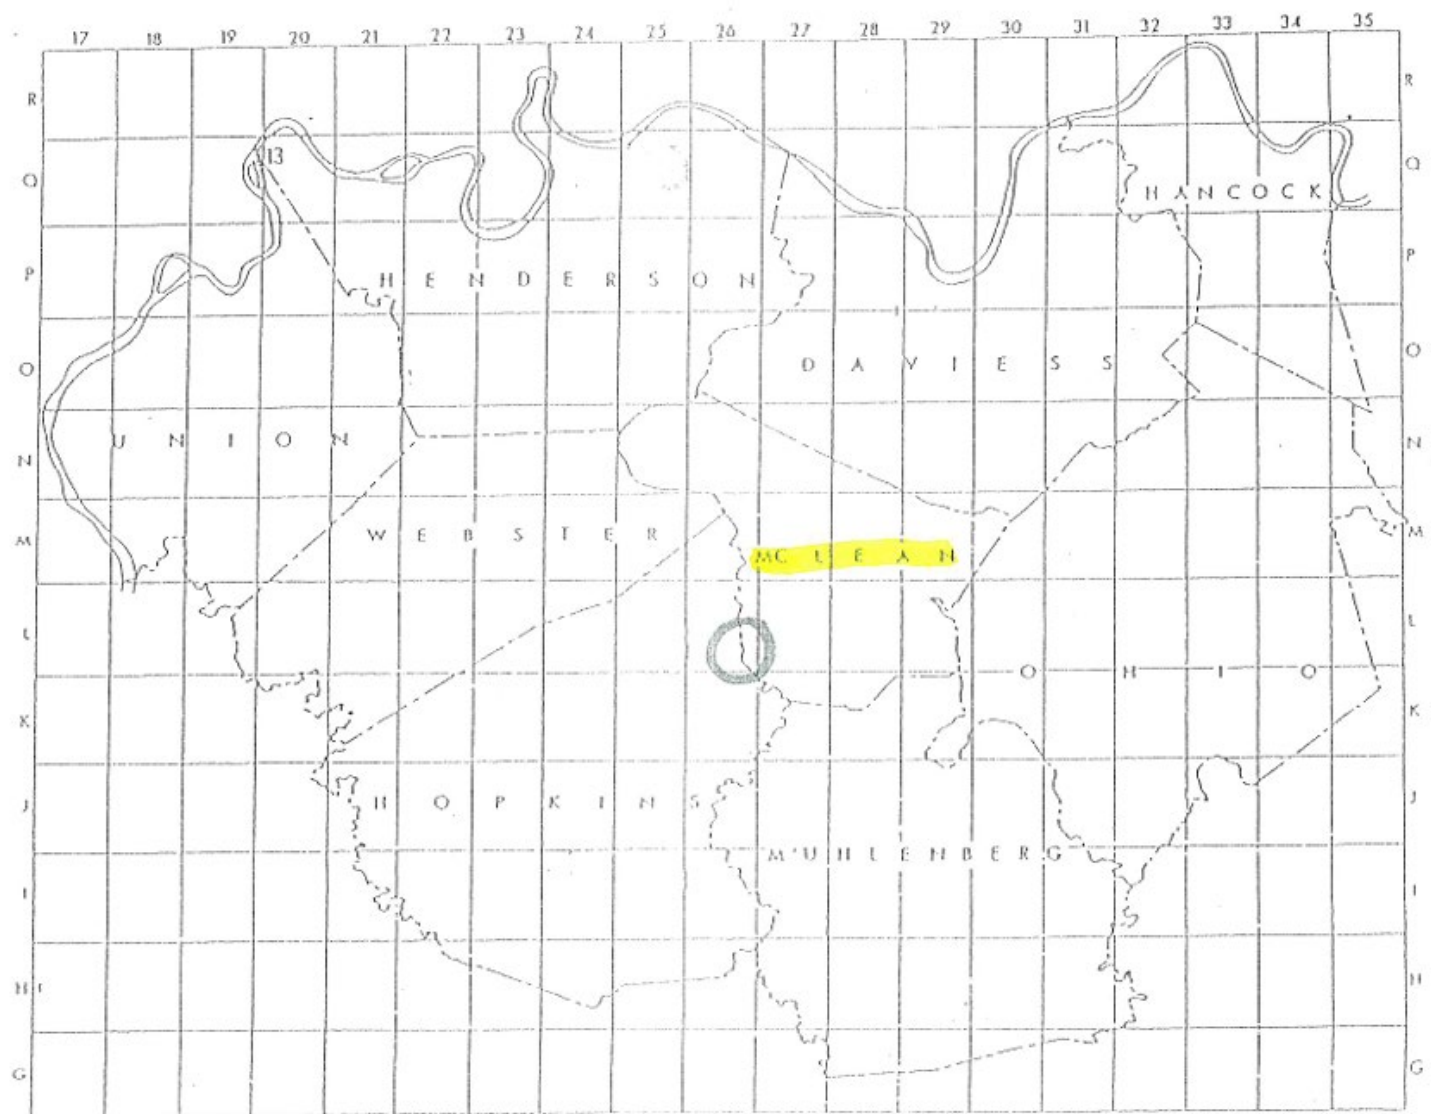 17 18 19 20 21 22 23 24 25 26 27 28 29 30 31 32 33 34 35
R R
13
Q Q
HANCOCK
P HENDERSON P
O DAVIESS O
UNION
N N
M WEBSTER M
MC LEAN
L L
OHIO
K K
J HOPKINS J
MUHLENBERG
I I
H H
G G